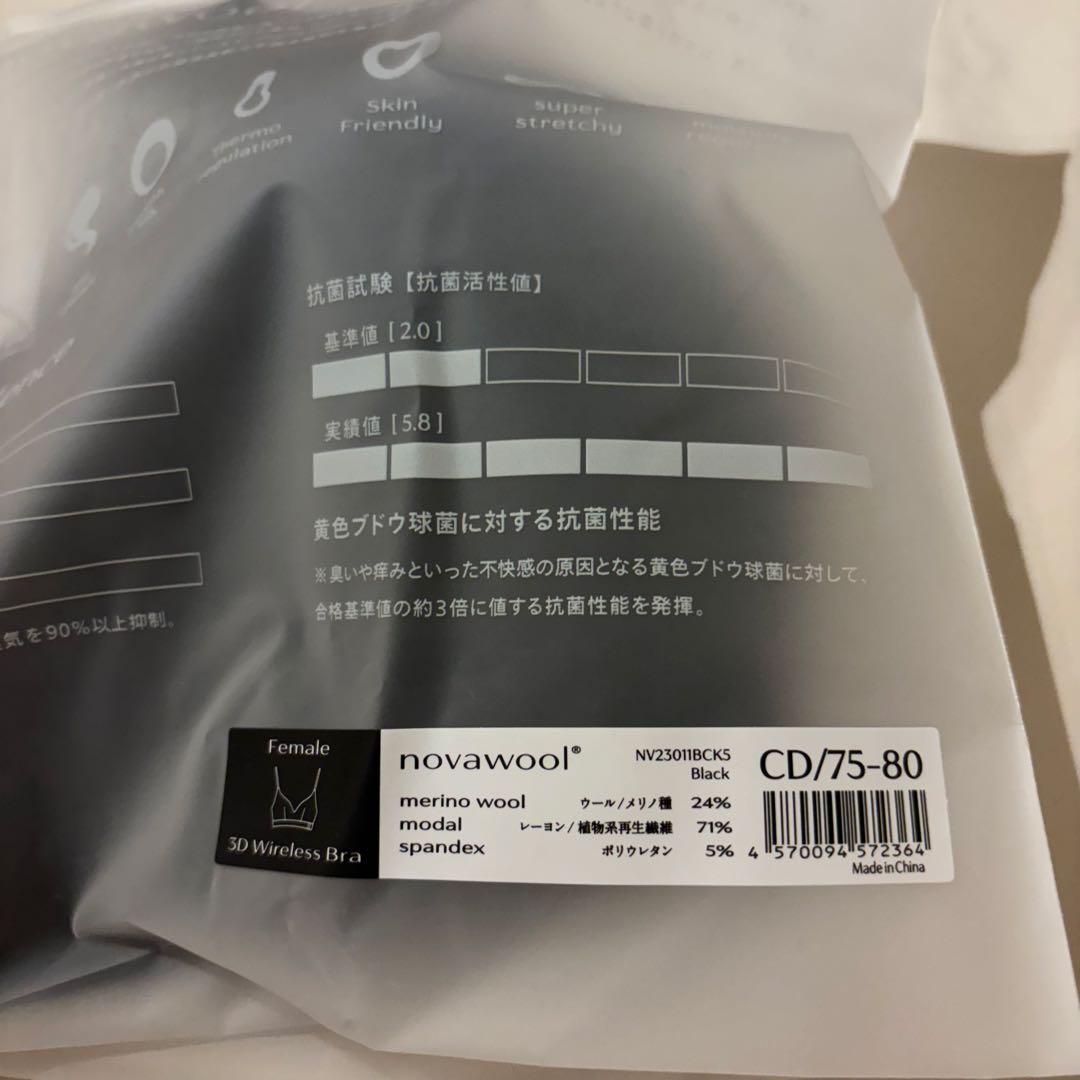 Skin
Friendly
super
stretchy
Thermo
抗菌試験【抗菌活性値】
基準値 [2.0]
実績値 [5.8]
黄色ブドウ球菌に対する抗菌性能
※臭いや痒みといった不快感の原因となる黄色ブドウ球菌に対して、
合格基準値の約3倍に値する抗菌性能を発揮。
気を90%以上抑制。
Female
3D Wireless Bra
novawool®
NV23011BCK5
Black
CD/75-80
merino wool ウール/メリノ種 24%
modal レーヨン/植物系再生繊維 71%
spandex ポリウレタン 5%
4 570094 572364
Made in China